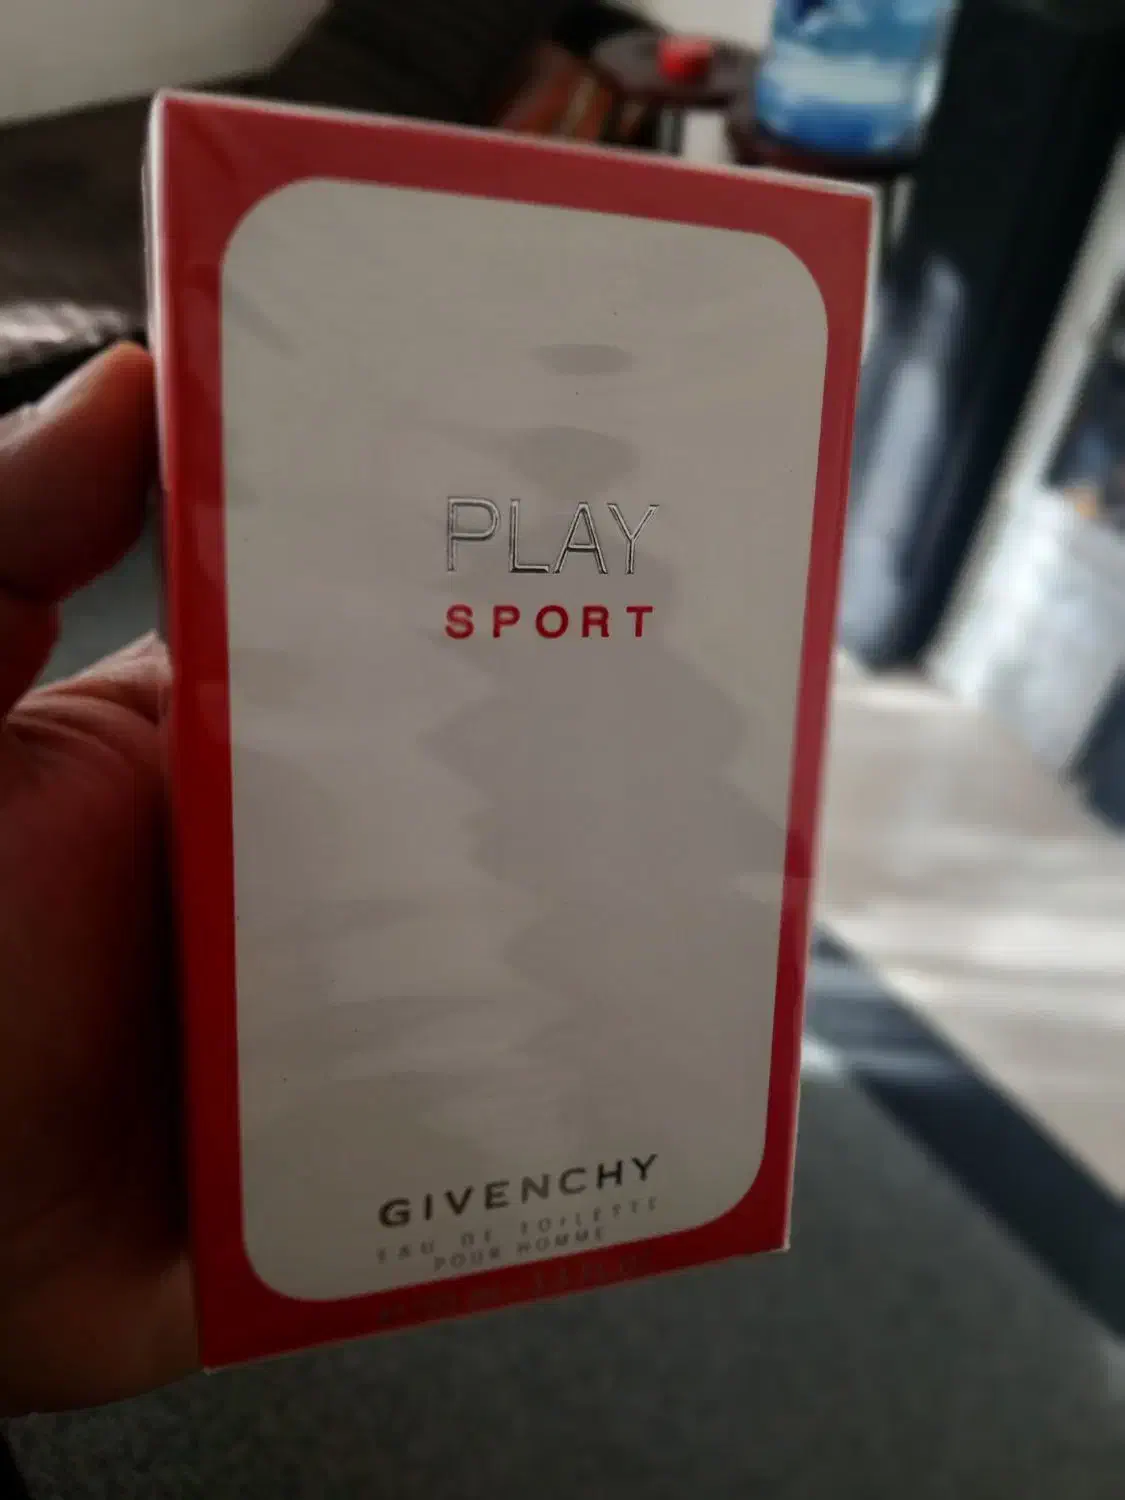 PLAY
SPORT
GIVENCHY
EAU DE TOILETTE
POUR HOMME